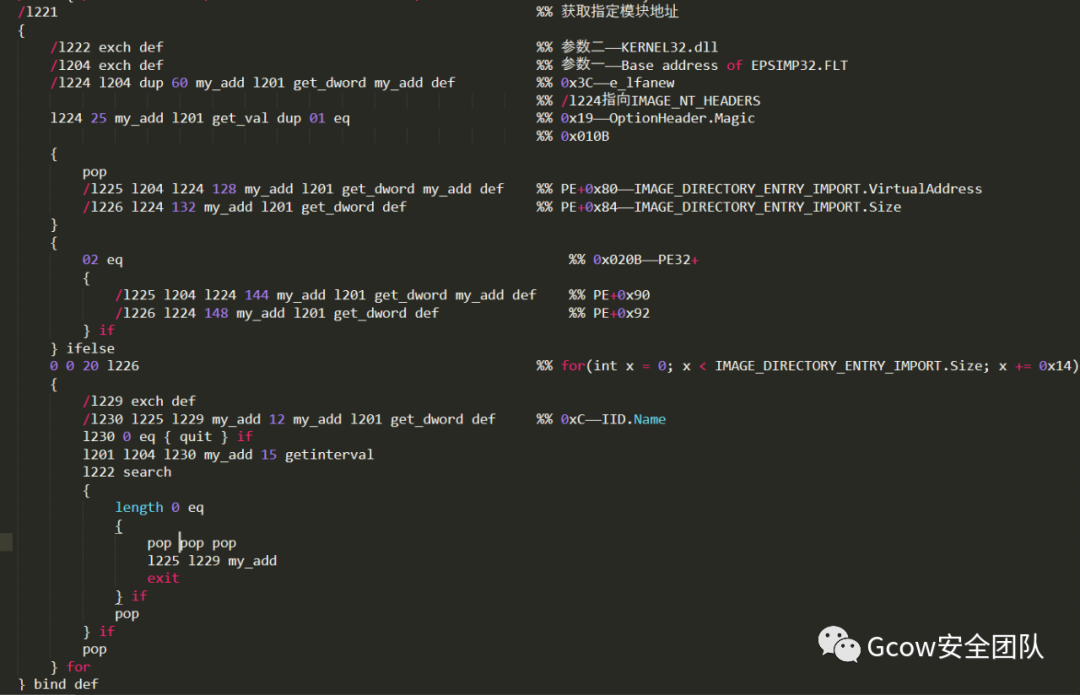 /l221 %% 获取指定模块地址
{
/l222 exch def %% 参数二——KERNEL32.dll
/l204 exch def %% 参数一——Base address of EPSIMP32.FLT
/l224 l204 dup 60 my_add l201 get_dword my_add def %% 0x3C——e_lfanew
%% /l224指向IMAGE_NT_HEADERS
l224 25 my_add l201 get_val dup 01 eq %% 0x19——OptionHeader.Magic
%% 0x010B
{
pop
/l225 l204 l224 128 my_add l201 get_dword my_add def %% PE+0x80——IMAGE_DIRECTORY_ENTRY_IMPORT.VirtualAddress
/l226 l224 132 my_add l201 get_dword def %% PE+0x84——IMAGE_DIRECTORY_ENTRY_IMPORT.Size
}
{
02 eq %% 0x020B——PE32+
{
/l225 l204 l224 144 my_add l201 get_dword my_add def %% PE+0x90
/l226 l224 148 my_add l201 get_dword def %% PE+0x92
} if
} ifelse
0 0 20 l226 %% for(int x = 0; x < IMAGE_DIRECTORY_ENTRY_IMPORT.Size; x += 0x14)
{
/l229 exch def
/l230 l225 l229 my_add 12 my_add l201 get_dword def %% 0xC——IID.Name
l230 0 eq { quit } if
l201 l204 l230 my_add 15 getinterval
l222 search
{
length 0 eq
{
pop pop pop
l225 l229 my_add
exit
} if
pop
} if
pop
} for
} bind def
Gcow安全团队